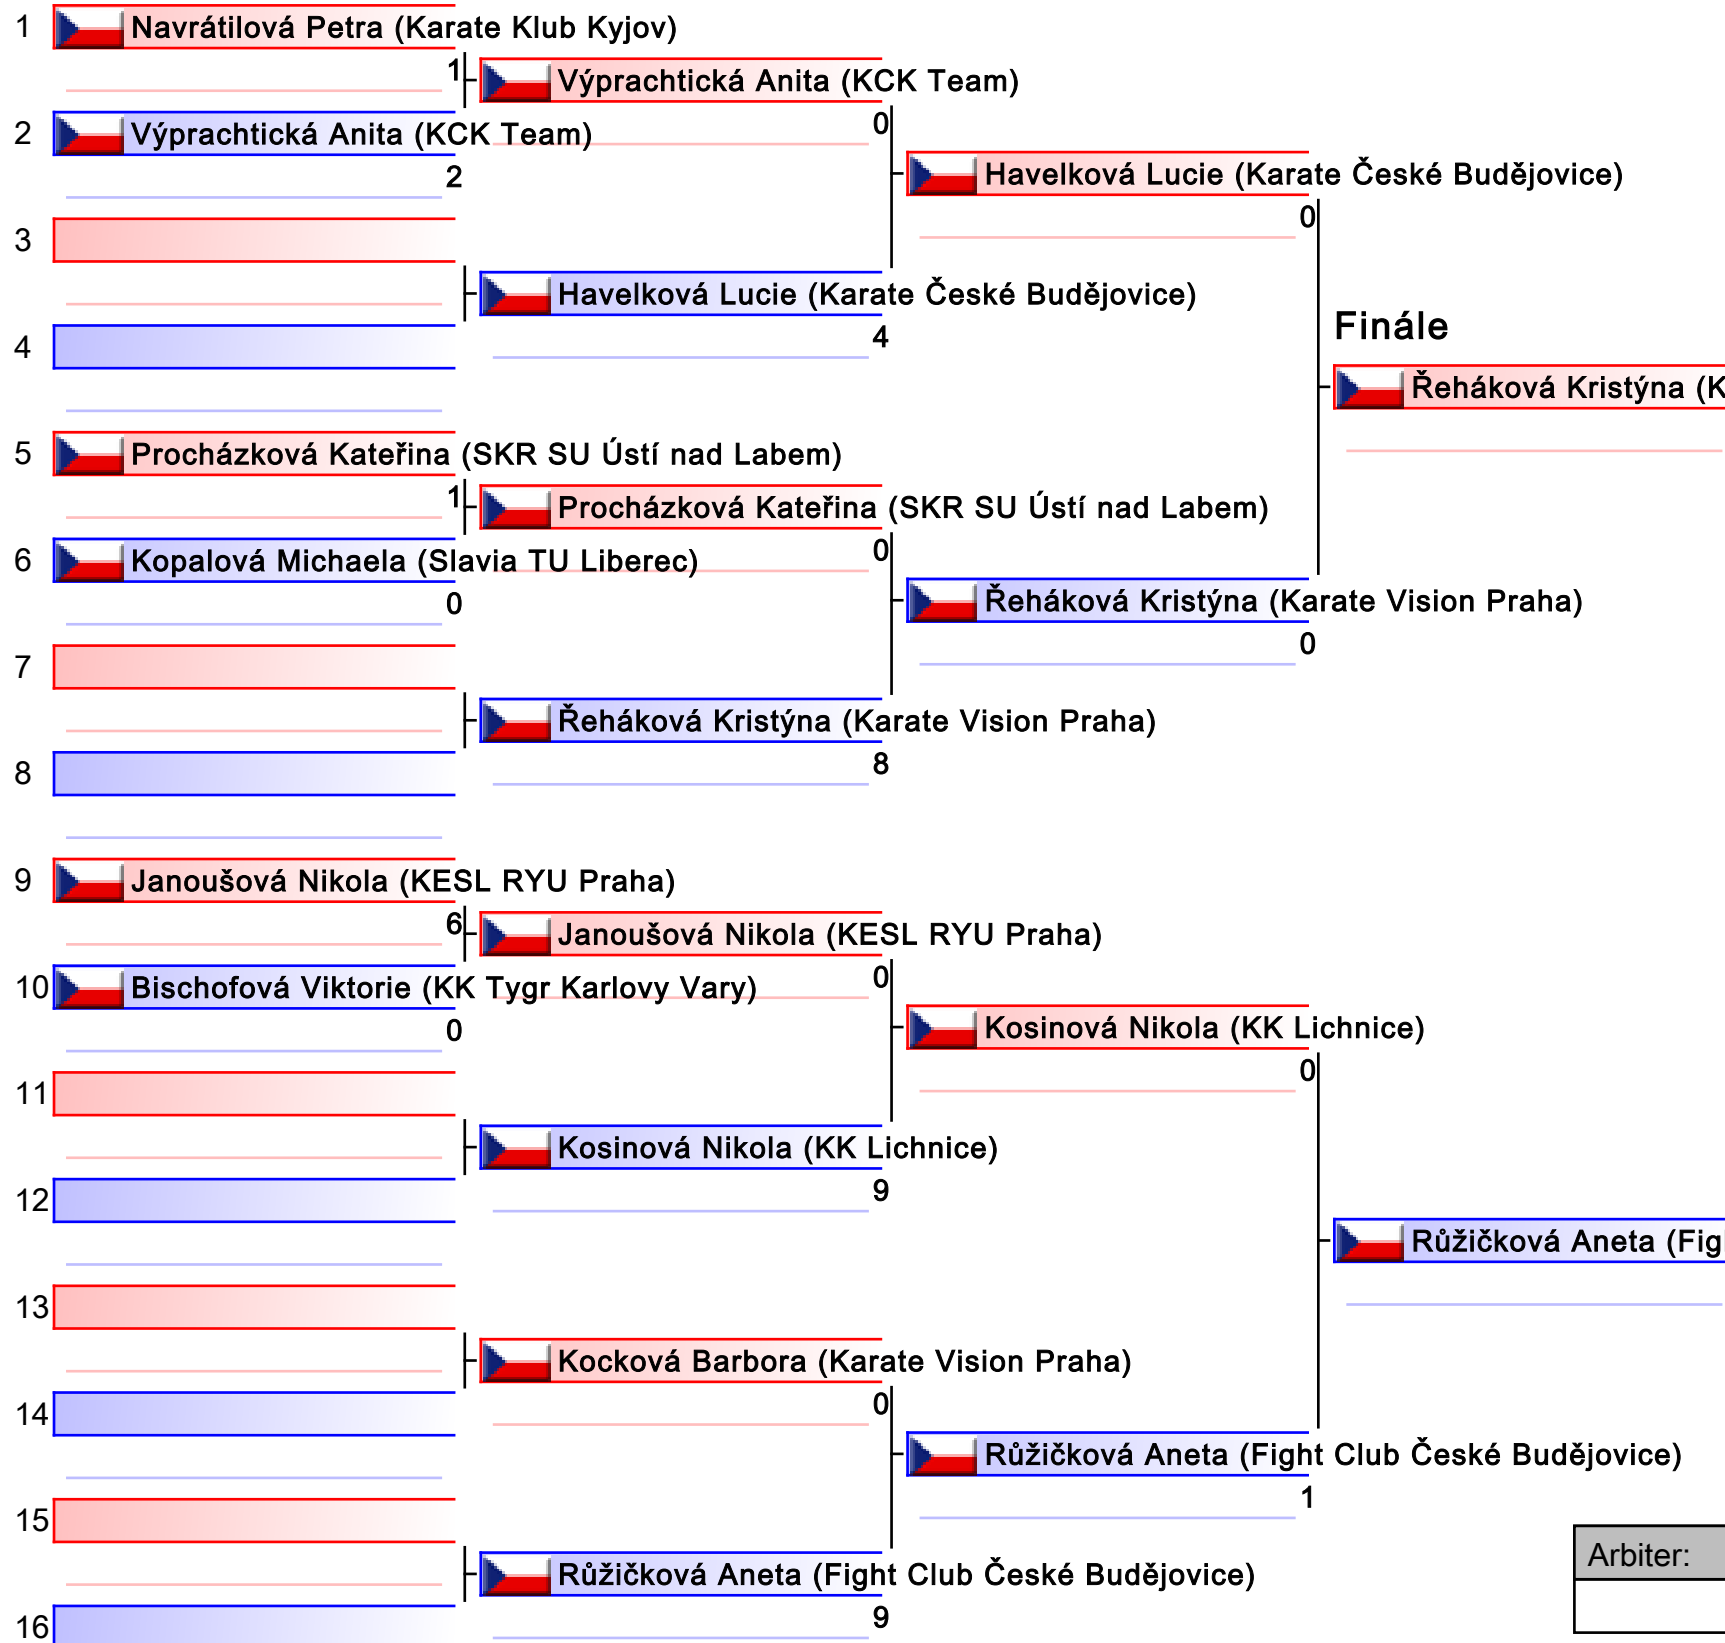 1 Navrátilová Petra (Karate Klub Kyjov)
1
Výprachtická Anita (KCK Team)
0
2 Výprachtická Anita (KCK Team)
2
Havelková Lucie (Karate České Budějovice)
0
3
Havelková Lucie (Karate České Budějovice)
4
4
Finále
Řeháková Kristýna (K
5 Procházková Kateřina (SKR SU Ústí nad Labem)
1
Procházková Kateřina (SKR SU Ústí nad Labem)
0
6 Kopalová Michaela (Slavia TU Liberec)
0
Řeháková Kristýna (Karate Vision Praha)
0
7
Řeháková Kristýna (Karate Vision Praha)
8
8
9 Janoušová Nikola (KESL RYU Praha)
6
Janoušová Nikola (KESL RYU Praha)
0
10 Bischofová Viktorie (KK Tygr Karlovy Vary)
0
Kosinová Nikola (KK Lichnice)
0
11
Kosinová Nikola (KK Lichnice)
9
12
Růžičková Aneta (Fig
13
Kocková Barbora (Karate Vision Praha)
0
14
Růžičková Aneta (Fight Club České Budějovice)
1
15
Arbiter:
Růžičková Aneta (Fight Club České Budějovice)
9
16